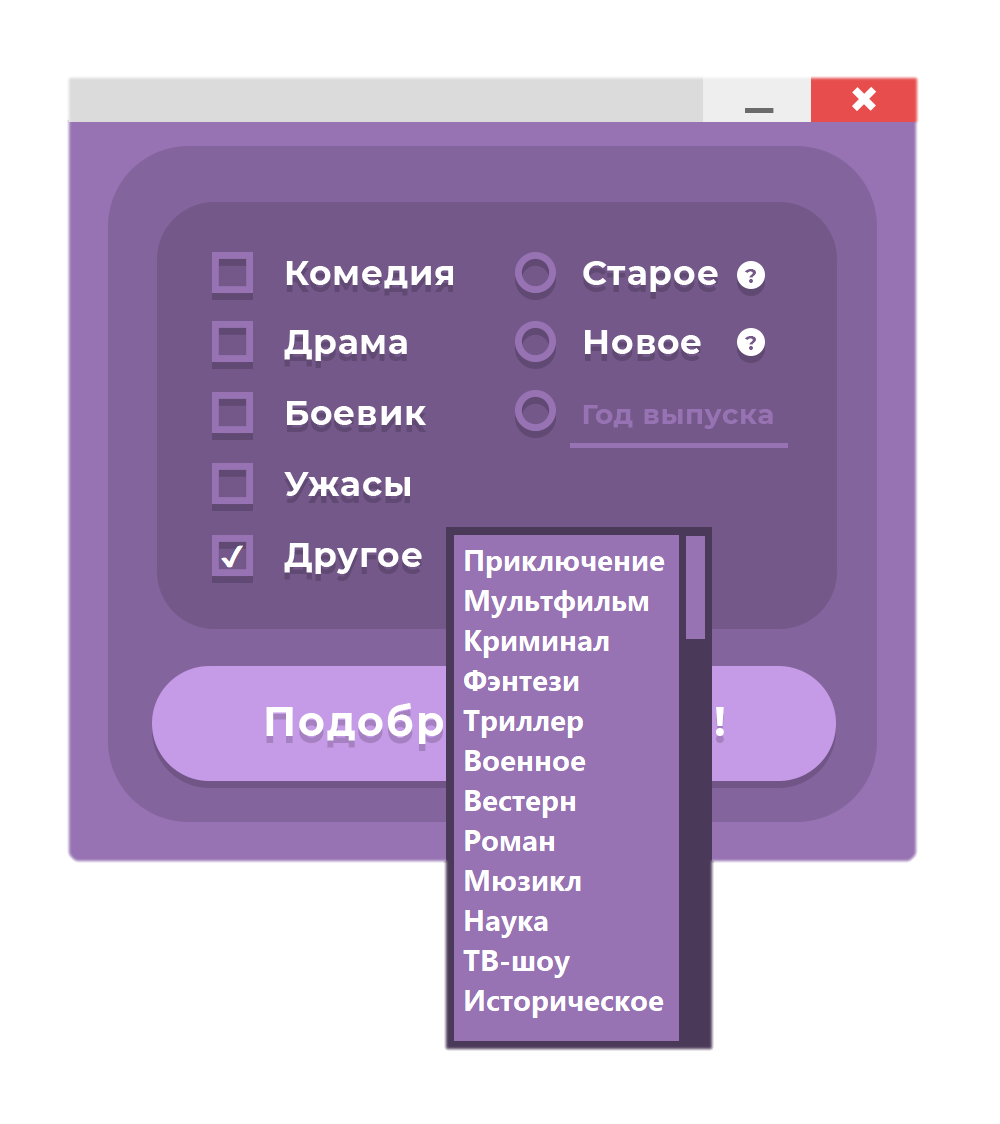 Комедия
Драма
Боевик
Ужасы
Другое
Старое ?
Новое ?
Год выпуска
Приключение
Мультфильм
Криминал
Фэнтези
Триллер
Военное
Вестерн
Роман
Мюзикл
Наука
ТВ-шоу
Историческое